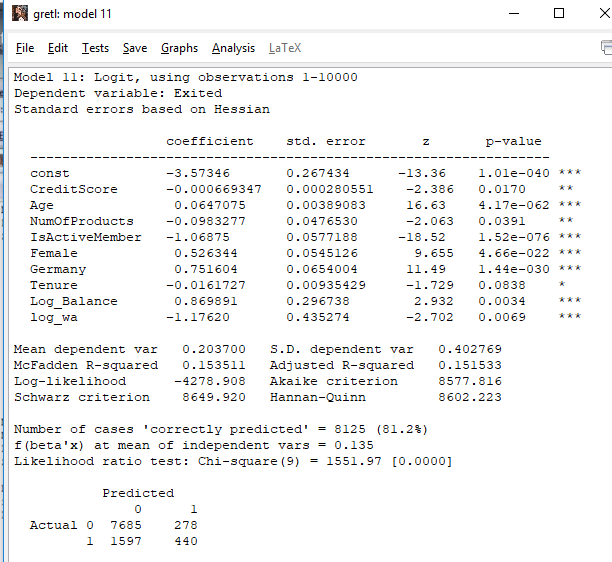 gretl: model 11
File Edit Tests Save Graphs Analysis LaTeX
Model 11: Logit, using observations 1-10000
Dependent variable: Exited
Standard errors based on Hessian
coefficient std. error z p-value
const -3.57346 0.267434 -13.36 1.01e-040 ***
CreditScore -0.000669347 0.000280551 -2.386 0.0170 **
Age 0.0647075 0.00389083 16.63 4.17e-062 ***
NumOfProducts -0.0983277 0.0476530 -2.063 0.0391 **
IsActiveMember -1.06875 0.0577188 -18.52 1.52e-076 ***
Female 0.526344 0.0545126 9.655 4.66e-022 ***
Germany 0.751604 0.0654004 11.49 1.44e-030 ***
Tenure -0.0161727 0.00935429 -1.729 0.0838 *
Log_Balance 0.869891 0.296738 2.932 0.0034 ***
log_wa -1.17620 0.435274 -2.702 0.0069 ***
Mean dependent var 0.203700 S.D. dependent var 0.402769
McFadden R-squared 0.153511 Adjusted R-squared 0.151533
Log-likelihood -4278.908 Akaike criterion 8577.816
Schwarz criterion 8649.920 Hannan-Quinn 8602.223
Number of cases 'correctly predicted' = 8125 (81.2%)
f(beta'x) at mean of independent vars = 0.135
Likelihood ratio test: Chi-square(9) = 1551.97 [0.0000]
Predicted
0 1
Actual 0 7685 278
1 1597 440